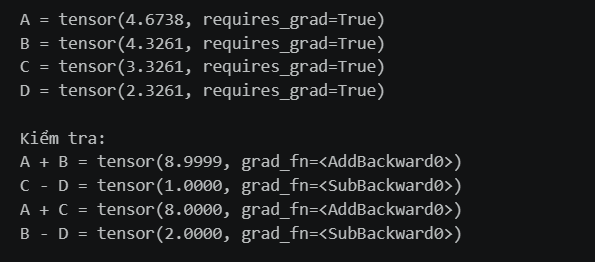 A = tensor(4.6738, requires_grad=True)
B = tensor(4.3261, requires_grad=True)
C = tensor(3.3261, requires_grad=True)
D = tensor(2.3261, requires_grad=True)
Kiểm tra:
A + B = tensor(8.9999, grad_fn=<AddBackward0>)
C - D = tensor(1.0000, grad_fn=<SubBackward0>)
A + C = tensor(8.0000, grad_fn=<AddBackward0>)
B - D = tensor(2.0000, grad_fn=<SubBackward0>)